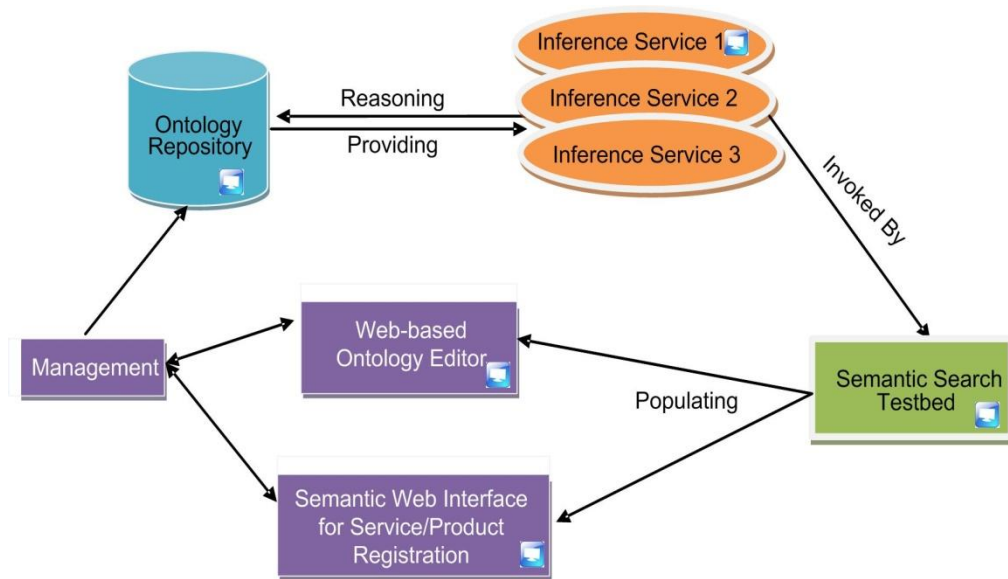 Inference Service 1
Inference Service 2
Inference Service 3
Ontology
Repository
Reasoning
Providing
Invoked By
Management
Web-based
Ontology Editor
Populating
Semantic Search
Testbed
Semantic Web Interface
for Service/Product
Registration